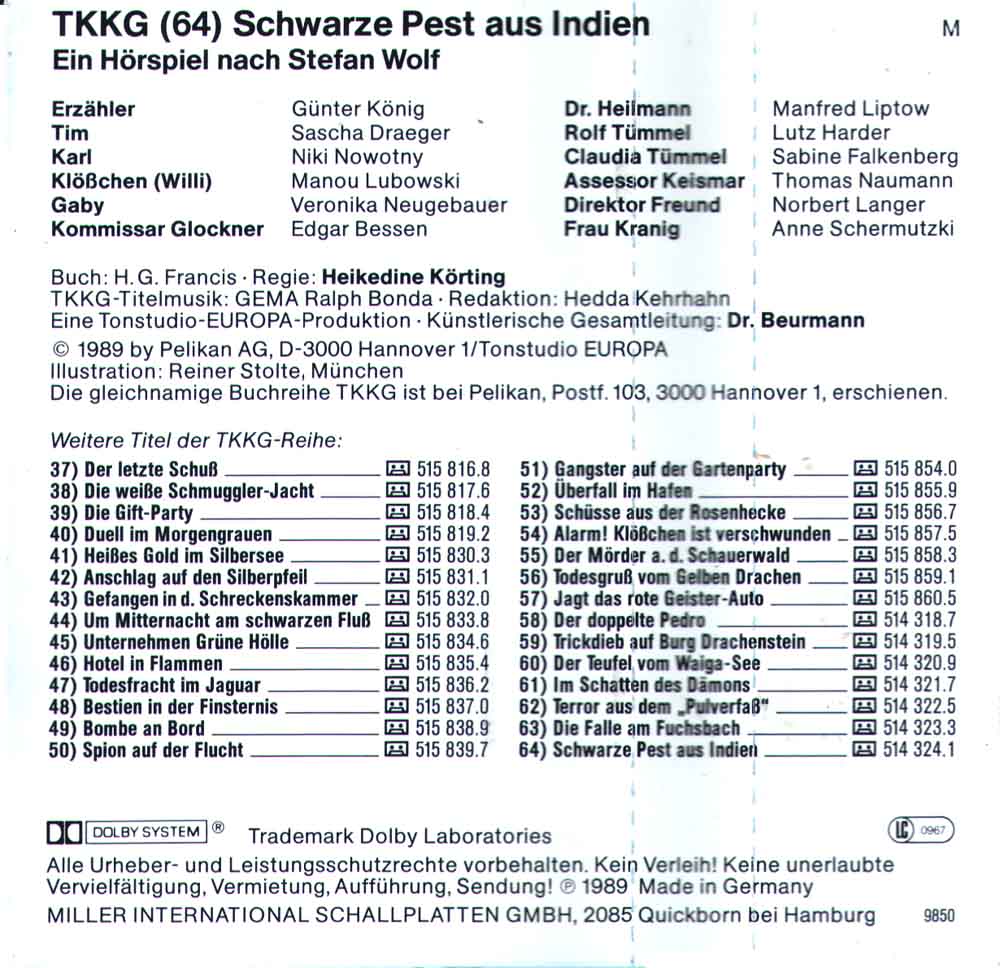 TKKG (64) Schwarze Pest aus Indien
M
Ein Hörspiel nach Stefan Wolf
Erzähler Günter König
Tim Sascha Draeger
Karl Niki Nowotny
Klößchen (Willi) Manou Lubowski
Gaby Veronika Neugebauer
Kommissar Glockner Edgar Bessen
Dr. Heilmann Manfred Liptow
Rolf Tümmel Lutz Harder
Claudia Tümmel Sabine Falkenberg
Assessor Keismar Thomas Naumann
Direktor Freund Norbert Langer
Frau Kranig Anne Schermutzki
Buch: H. G. Francis · Regie: Heikedine Körting
TKKG-Titelmusik: GEMA Ralph Bonda · Redaktion: Hedda Kehrhahn
Eine Tonstudio-EUROPA-Produktion · Künstlerische Gesamtleitung: Dr. Beurmann
© 1989 by Pelikan AG, D-3000 Hannover 1/Tonstudio EUROPA
Illustration: Reiner Stolte, München
Die gleichnamige Buchreihe TKKG ist bei Pelikan, Postf. 103, 3000 Hannover 1, erschienen.
Weitere Titel der TKKG-Reihe:
37) Der letzte Schuß 515 816.8
38) Die weiße Schmuggler-Jacht 515 817.6
39) Die Gift-Party 515 818.4
40) Duell im Morgengrauen 515 819.2
41) Heißes Gold im Silbersee 515 830.3
42) Anschlag auf den Silberpfeil 515 831.1
43) Gefangen in d. Schreckenskammer 515 832.0
44) Um Mitternacht am schwarzen Fluß 515 833.8
45) Unternehmen Grüne Hölle 515 834.6
46) Hotel in Flammen 515 835.4
47) Todesfracht im Jaguar 515 836.2
48) Bestien in der Finsternis 515 837.0
49) Bombe an Bord 515 838.9
50) Spion auf der Flucht 515 839.7
51) Gangster auf der Gartenparty 515 854.0
52) Überfall im Hafen 515 855.9
53) Schüsse aus der Rosenhecke 515 856.7
54) Alarm! Klößchen ist verschwunden 515 857.5
55) Der Mörder a. d. Schauerwald 515 858.3
56) Todesgruß vom Gelben Drachen 515 859.1
57) Jagt das rote Geister-Auto 515 860.5
58) Der doppelte Pedro 514 318.7
59) Trickdieb auf Burg Drachenstein 514 319.5
60) Der Teufel vom Waiga-See 514 320.9
61) Im Schatten des Dämons 514 321.7
62) Terror aus dem „Pulverfaß“ 514 322.5
63) Die Falle am Fuchsbach 514 323.3
64) Schwarze Pest aus Indien 514 324.1
DOLBY SYSTEM ® Trademark Dolby Laboratories
LC 0967
Alle Urheber- und Leistungsschutzrechte vorbehalten. Kein Verleih! Keine unerlaubte
Vervielfältigung, Vermietung, Aufführung, Sendung! ℗ 1989 Made in Germany
MILLER INTERNATIONAL SCHALLPLATTEN GMBH, 2085 Quickborn bei Hamburg 9850